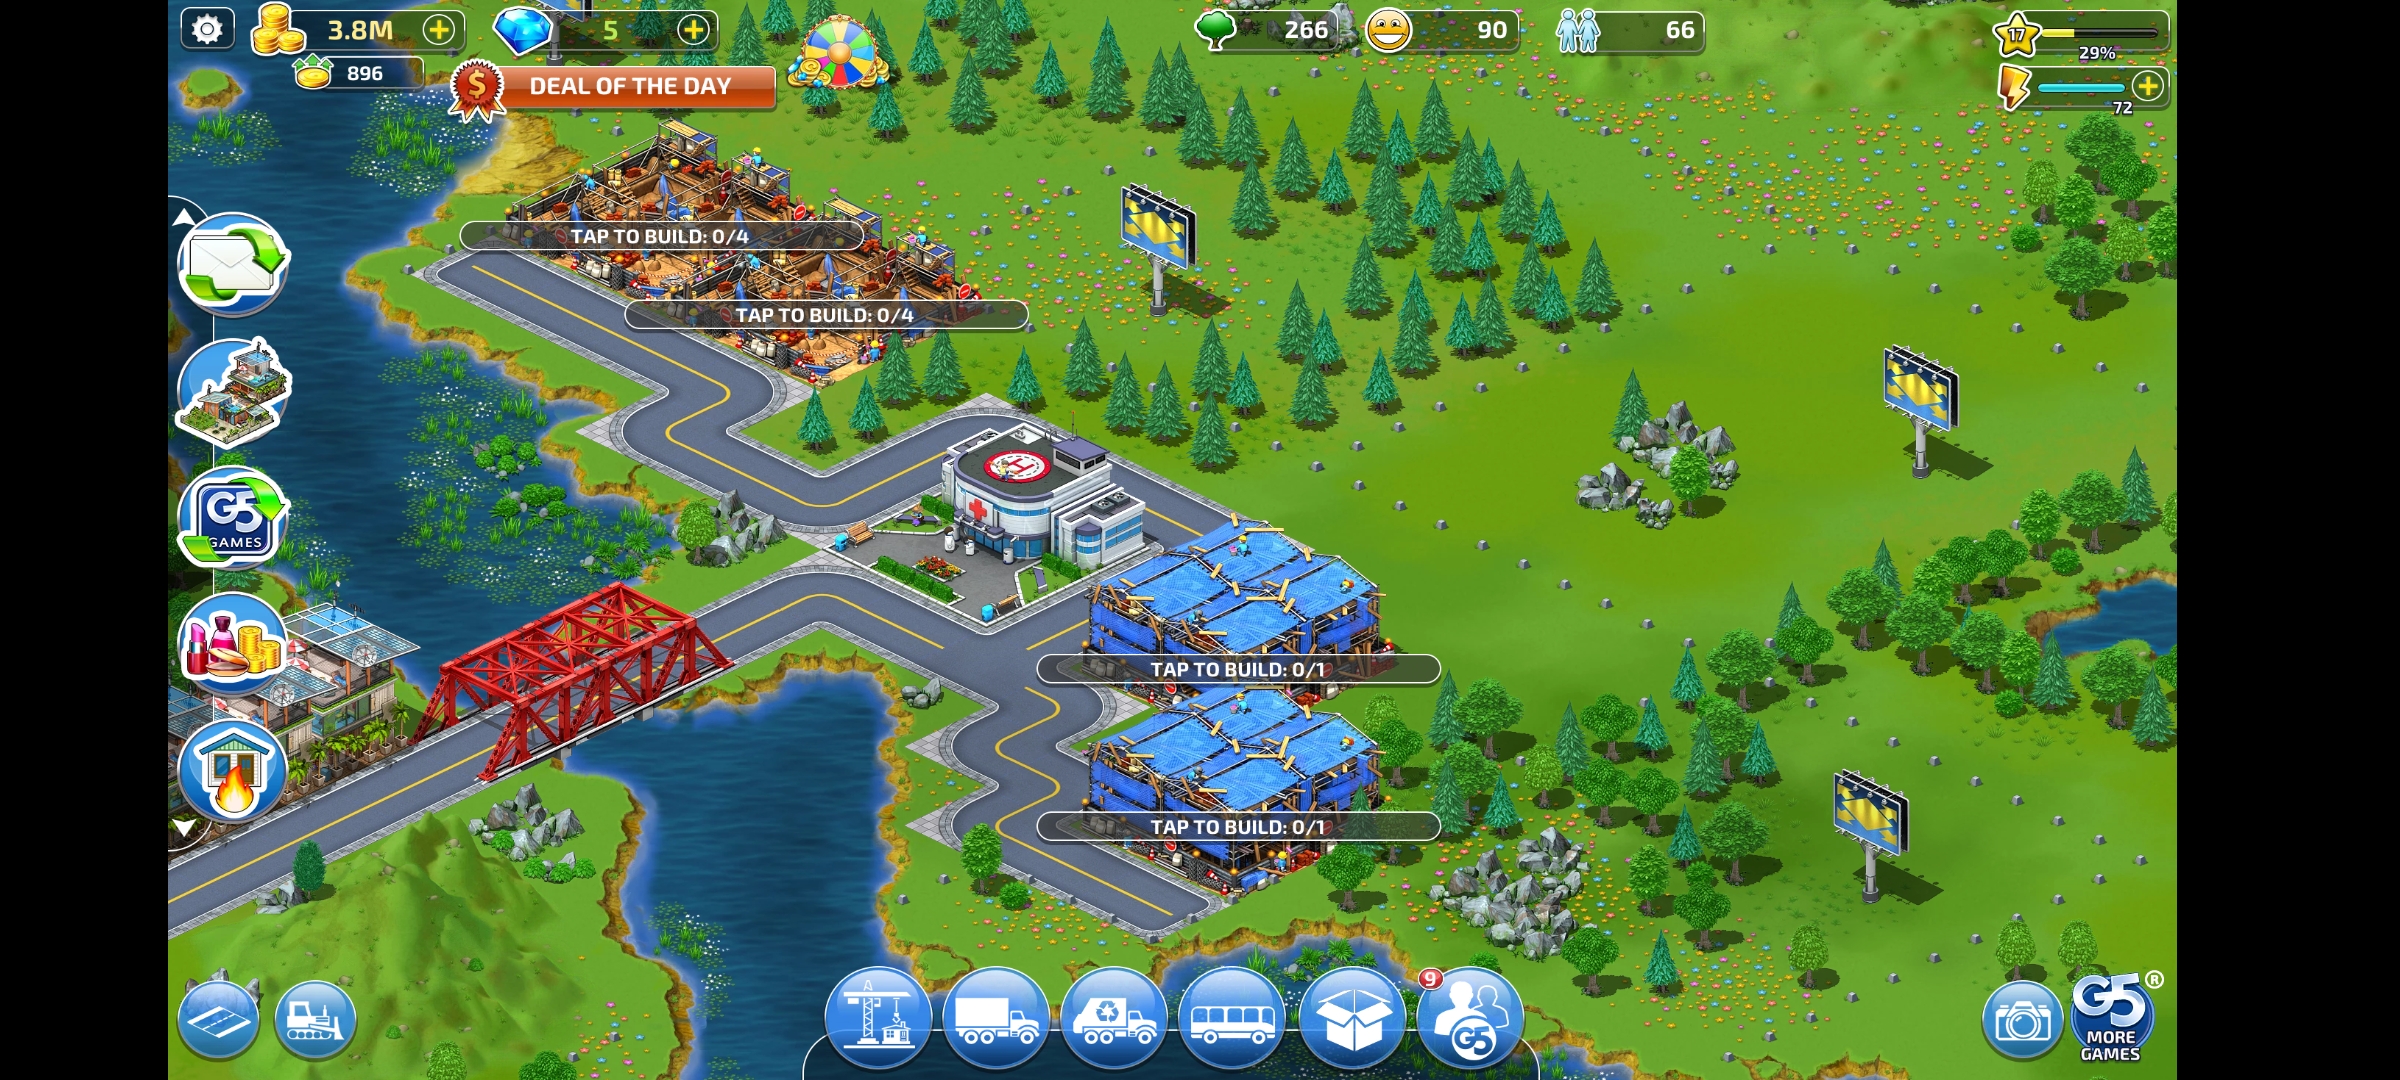 3.8M
5
266
90
66
17
29%
896
DEAL OF THE DAY
72
TAP TO BUILD: 0/4
TAP TO BUILD: 0/4
H
G5
GAMES
TAP TO BUILD: 0/1
TAP TO BUILD: 0/1
9
G5
G5®
MORE
GAMES